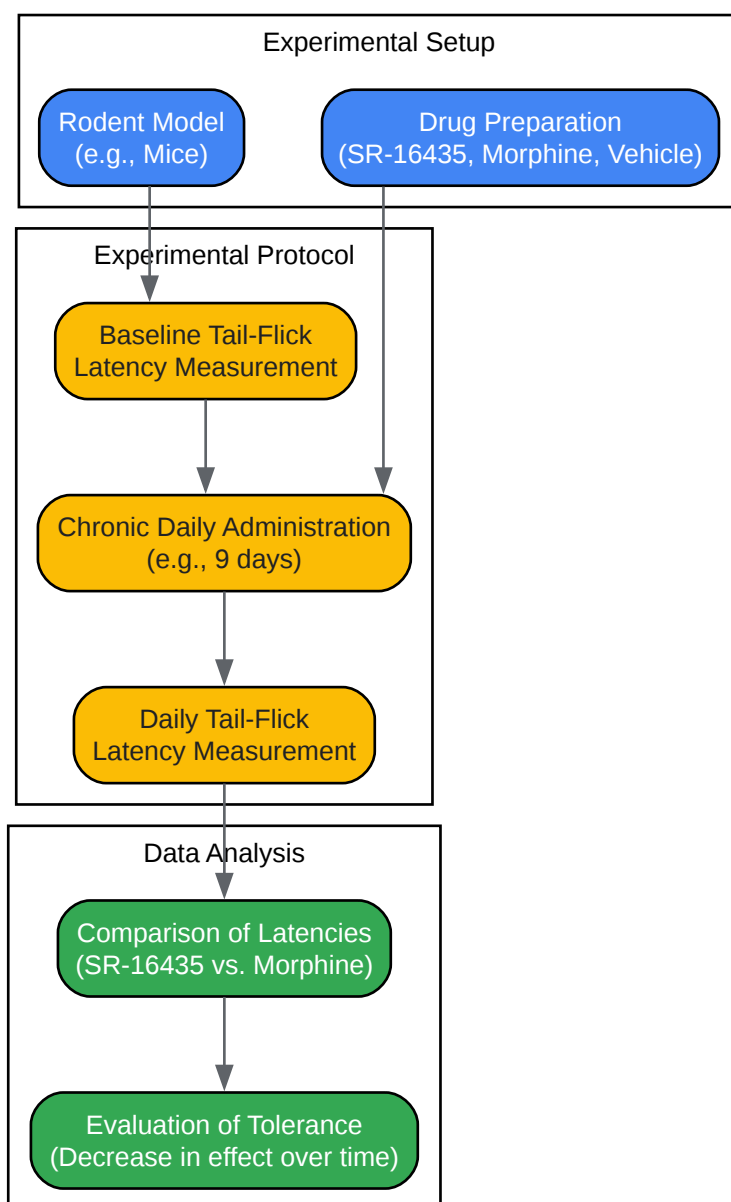 Experimental Setup
Rodent Model
(e.g., Mice)
Drug Preparation
(SR-16435, Morphine, Vehicle)
Experimental Protocol
Baseline Tail-Flick
Latency Measurement
Chronic Daily Administration
(e.g., 9 days)
Daily Tail-Flick
Latency Measurement
Data Analysis
Comparison of Latencies
(SR-16435 vs. Morphine)
Evaluation of Tolerance
(Decrease in effect over time)